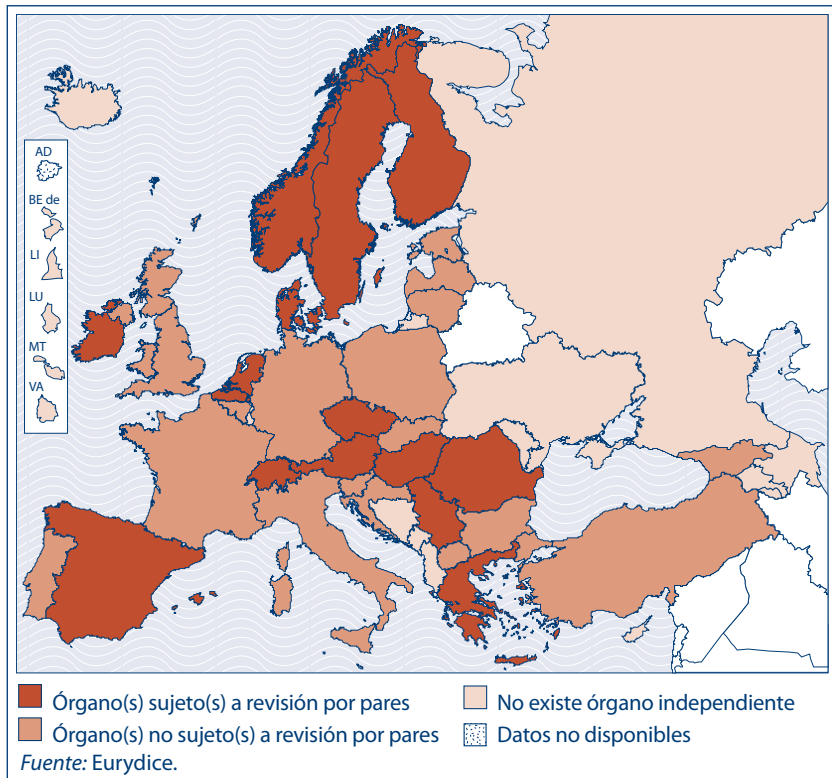 AD
BE de
LI
LU
MT
VA
Órgano(s) sujeto(s) a revisión por pares
Órgano(s) no sujeto(s) a revisión por pares
No existe órgano independiente
Datos no disponibles
Fuente: Eurydice.